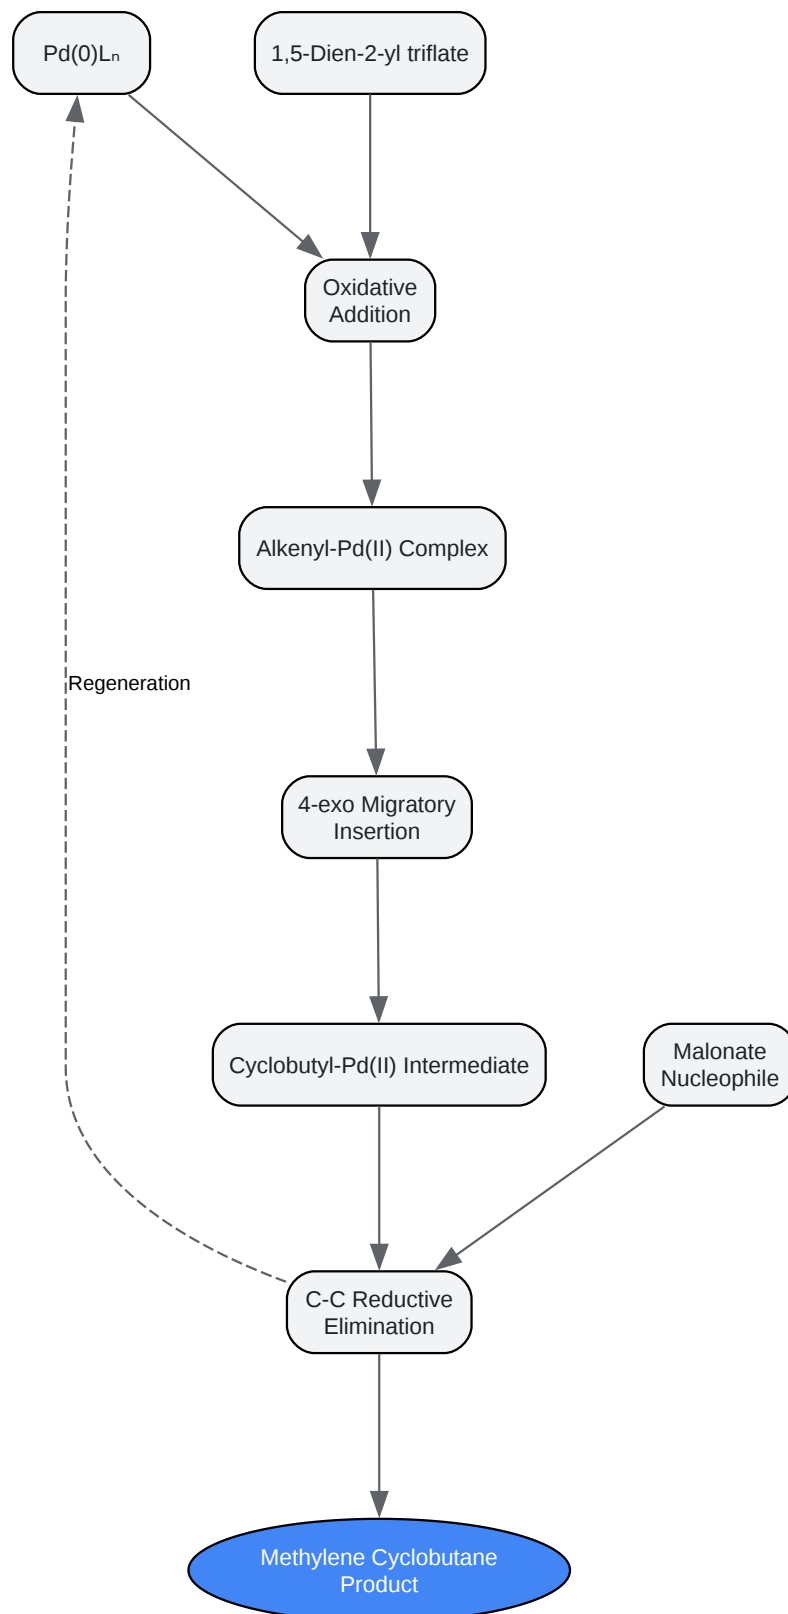 Pd(0)Lₙ
1,5-Dien-2-yl triflate
Oxidative
Addition
Alkenyl-Pd(II) Complex
Regeneration
4-exo Migratory
Insertion
Cyclobutyl-Pd(II) Intermediate
Malonate
Nucleophile
C-C Reductive
Elimination
Methylene Cyclobutane
Product